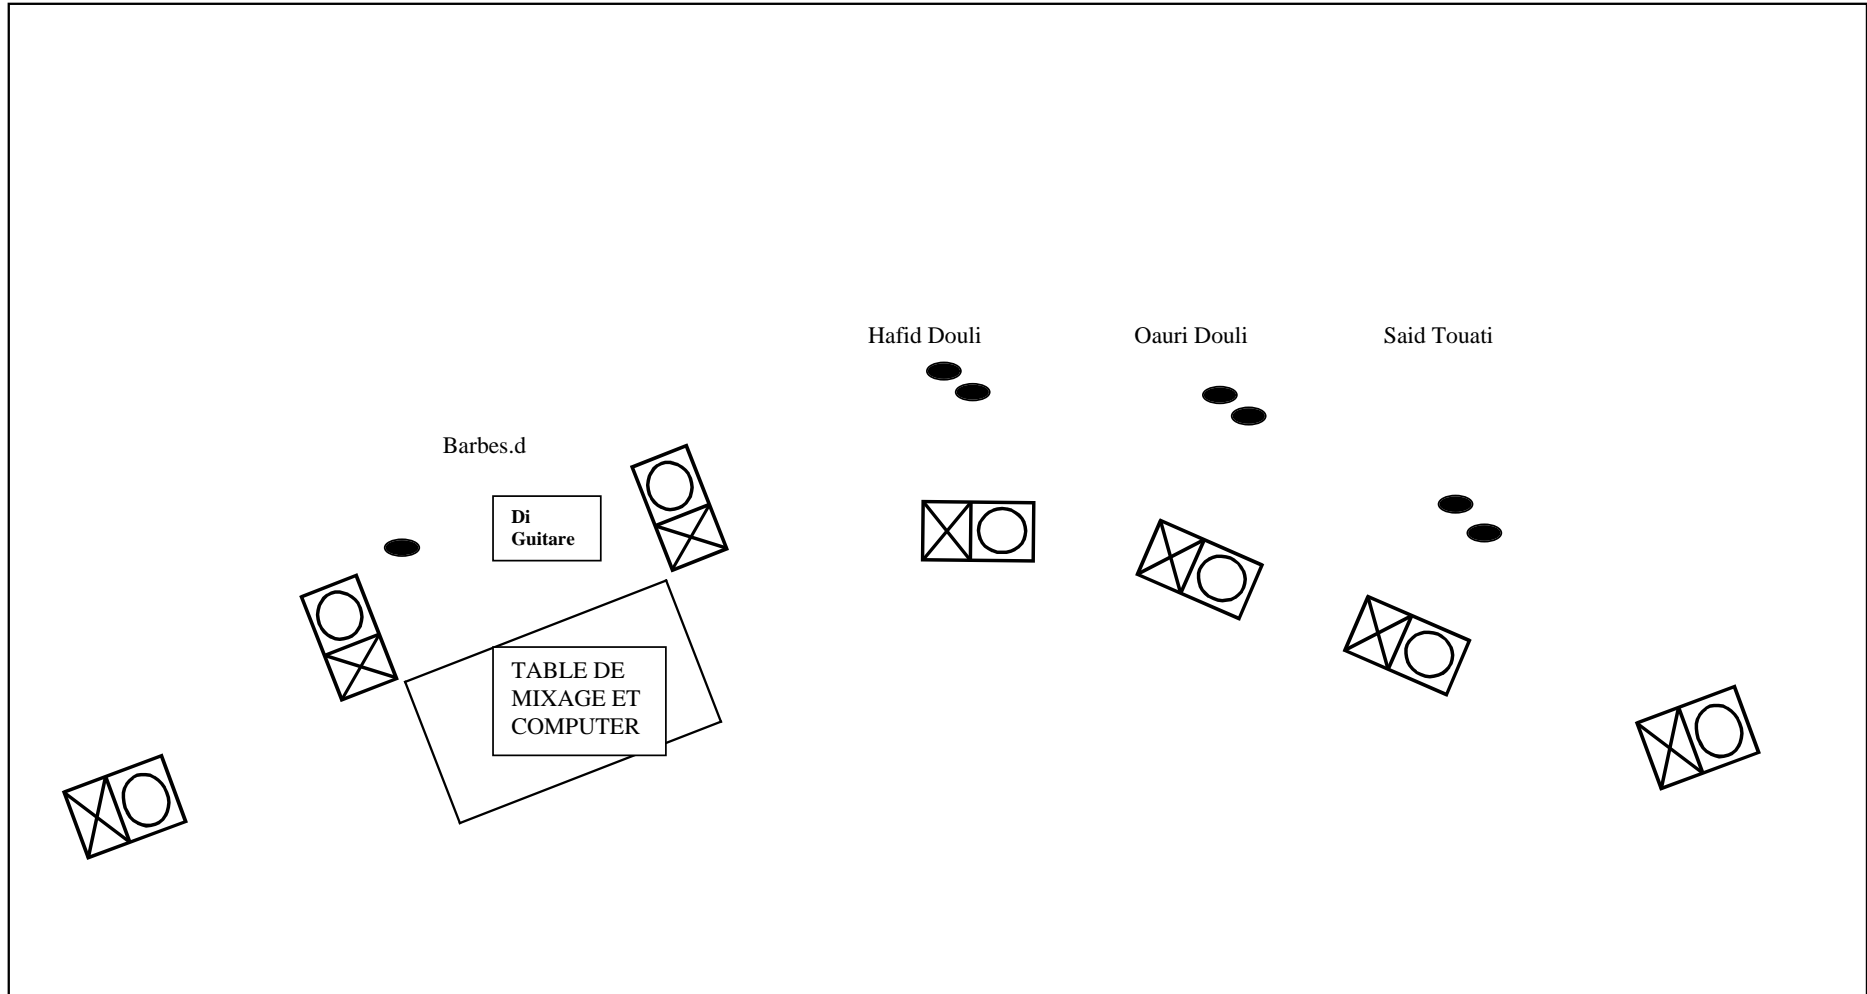 Hafid Douli
Oauri Douli
Said Touati
Barbes.d
Di
Guitare
TABLE DE
MIXAGE ET
COMPUTER